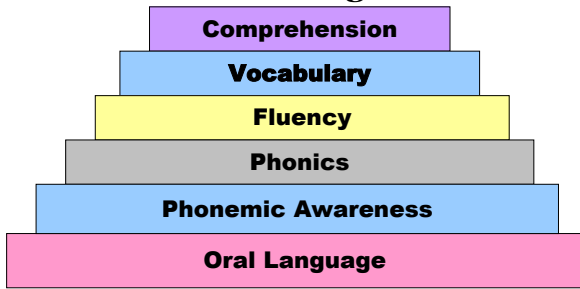 Comprehension
Vocabulary
Fluency
Phonics
Phonemic Awareness
Oral Language